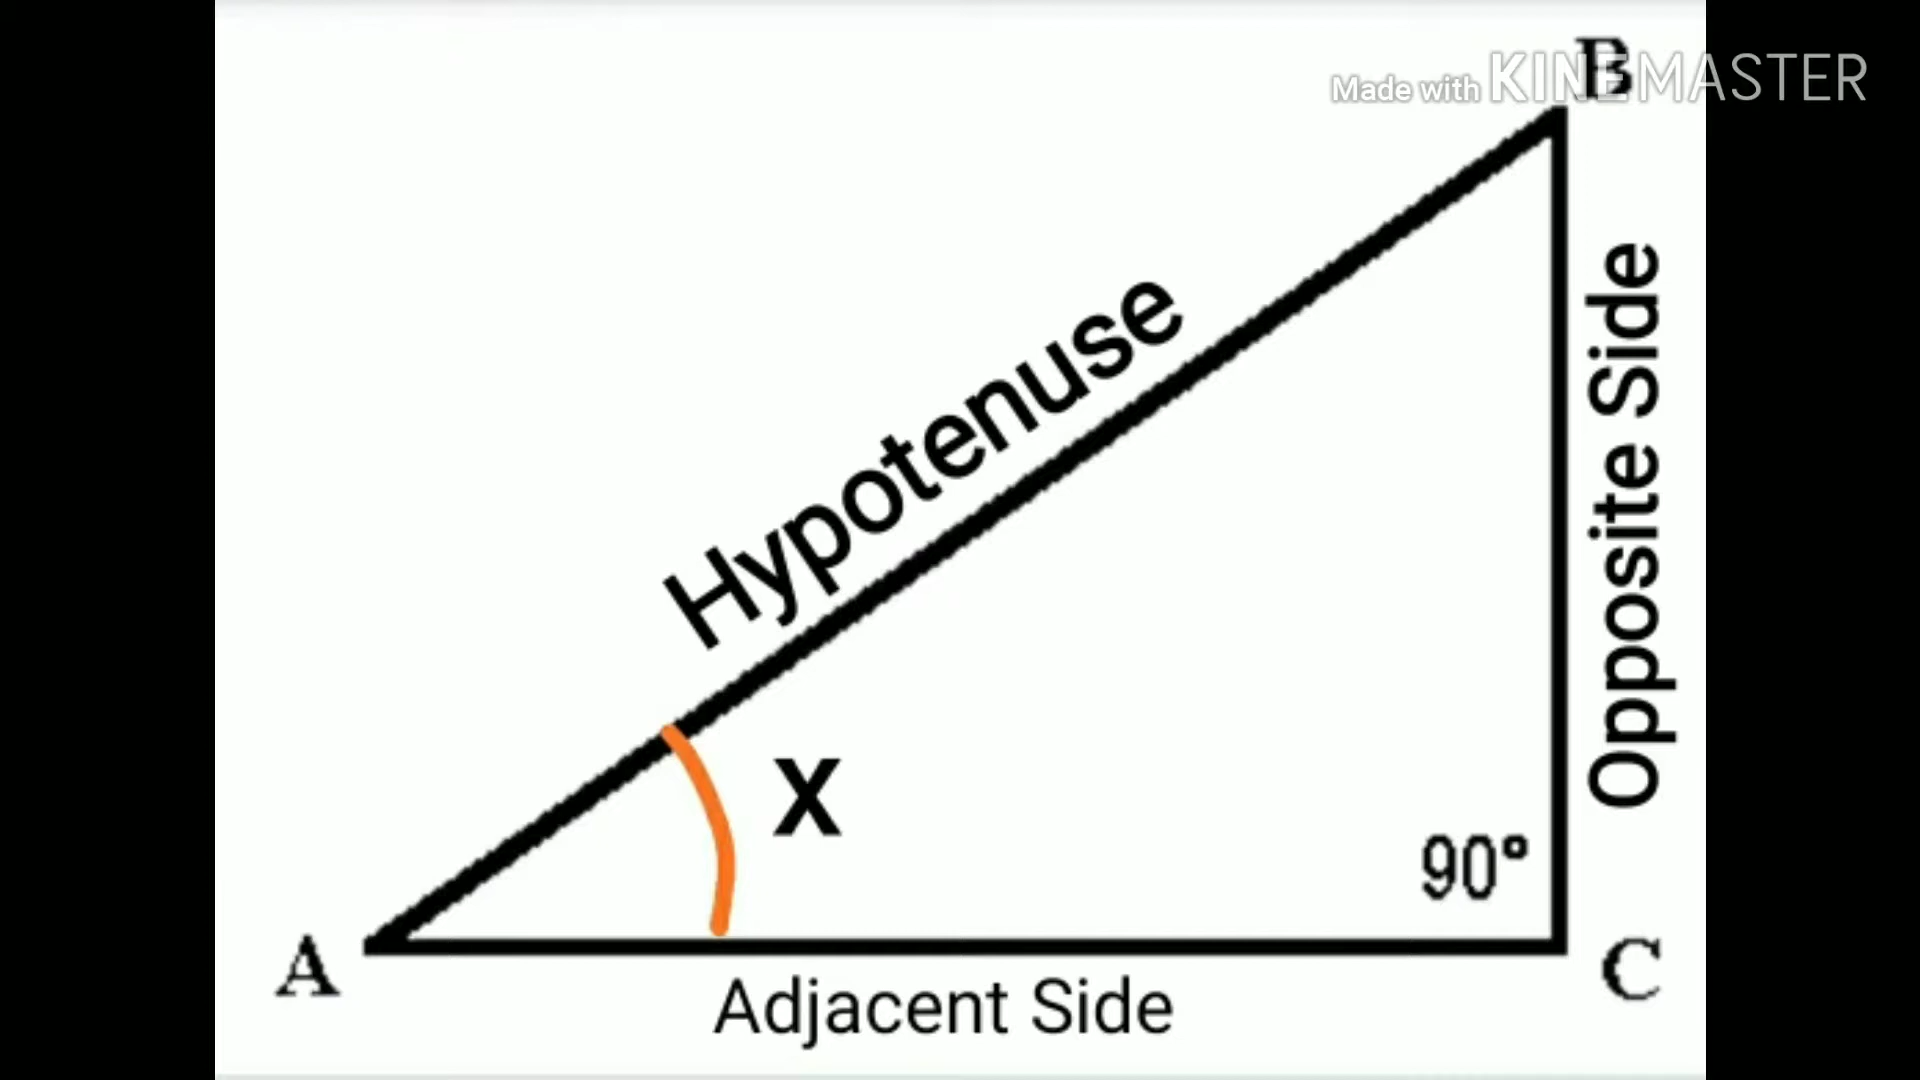 B
Made with KINEMASTER
Hypotenuse
Opposite Side
X
90°
A
C
Adjacent Side